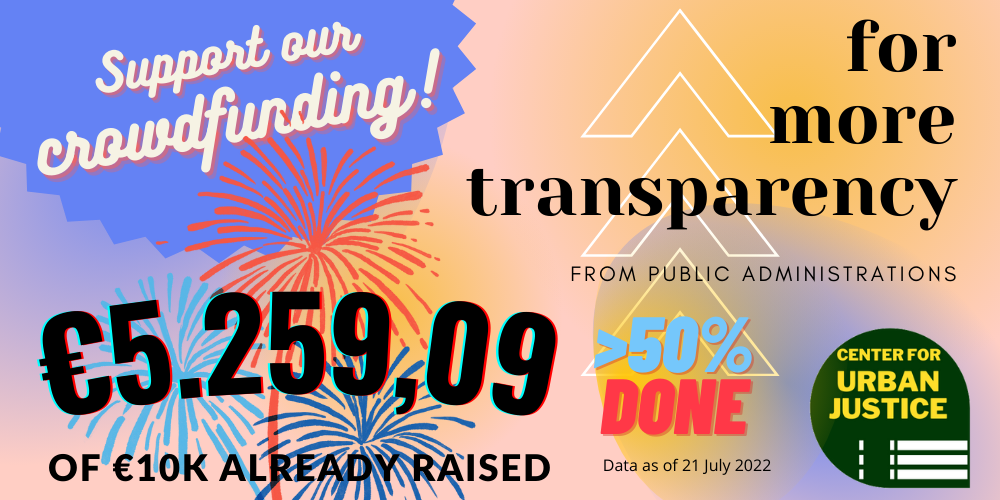 Support our
crowdfunding!
for
more
transparency
FROM PUBLIC ADMINISTRATIONS
€5.259,09
OF €10K ALREADY RAISED
>50%
DONE
Data as of 21 July 2022
CENTER FOR
URBAN
JUSTICE